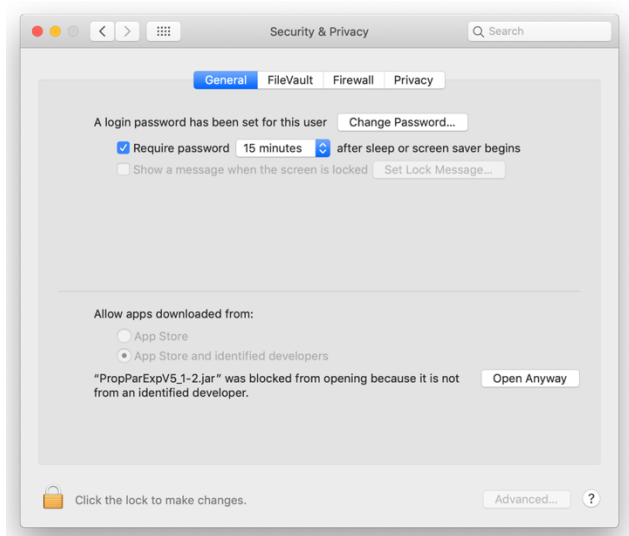 Security & Privacy
Search
General FileVault Firewall Privacy
A login password has been set for this user Change Password...
Require password 15 minutes after sleep or screen saver begins
Show a message when the screen is locked Set Lock Message...
Allow apps downloaded from:
App Store
App Store and identified developers
“PropParExpV5_1-2.jar” was blocked from opening because it is not Open Anyway
from an identified developer.
Click the lock to make changes.
Advanced... ?